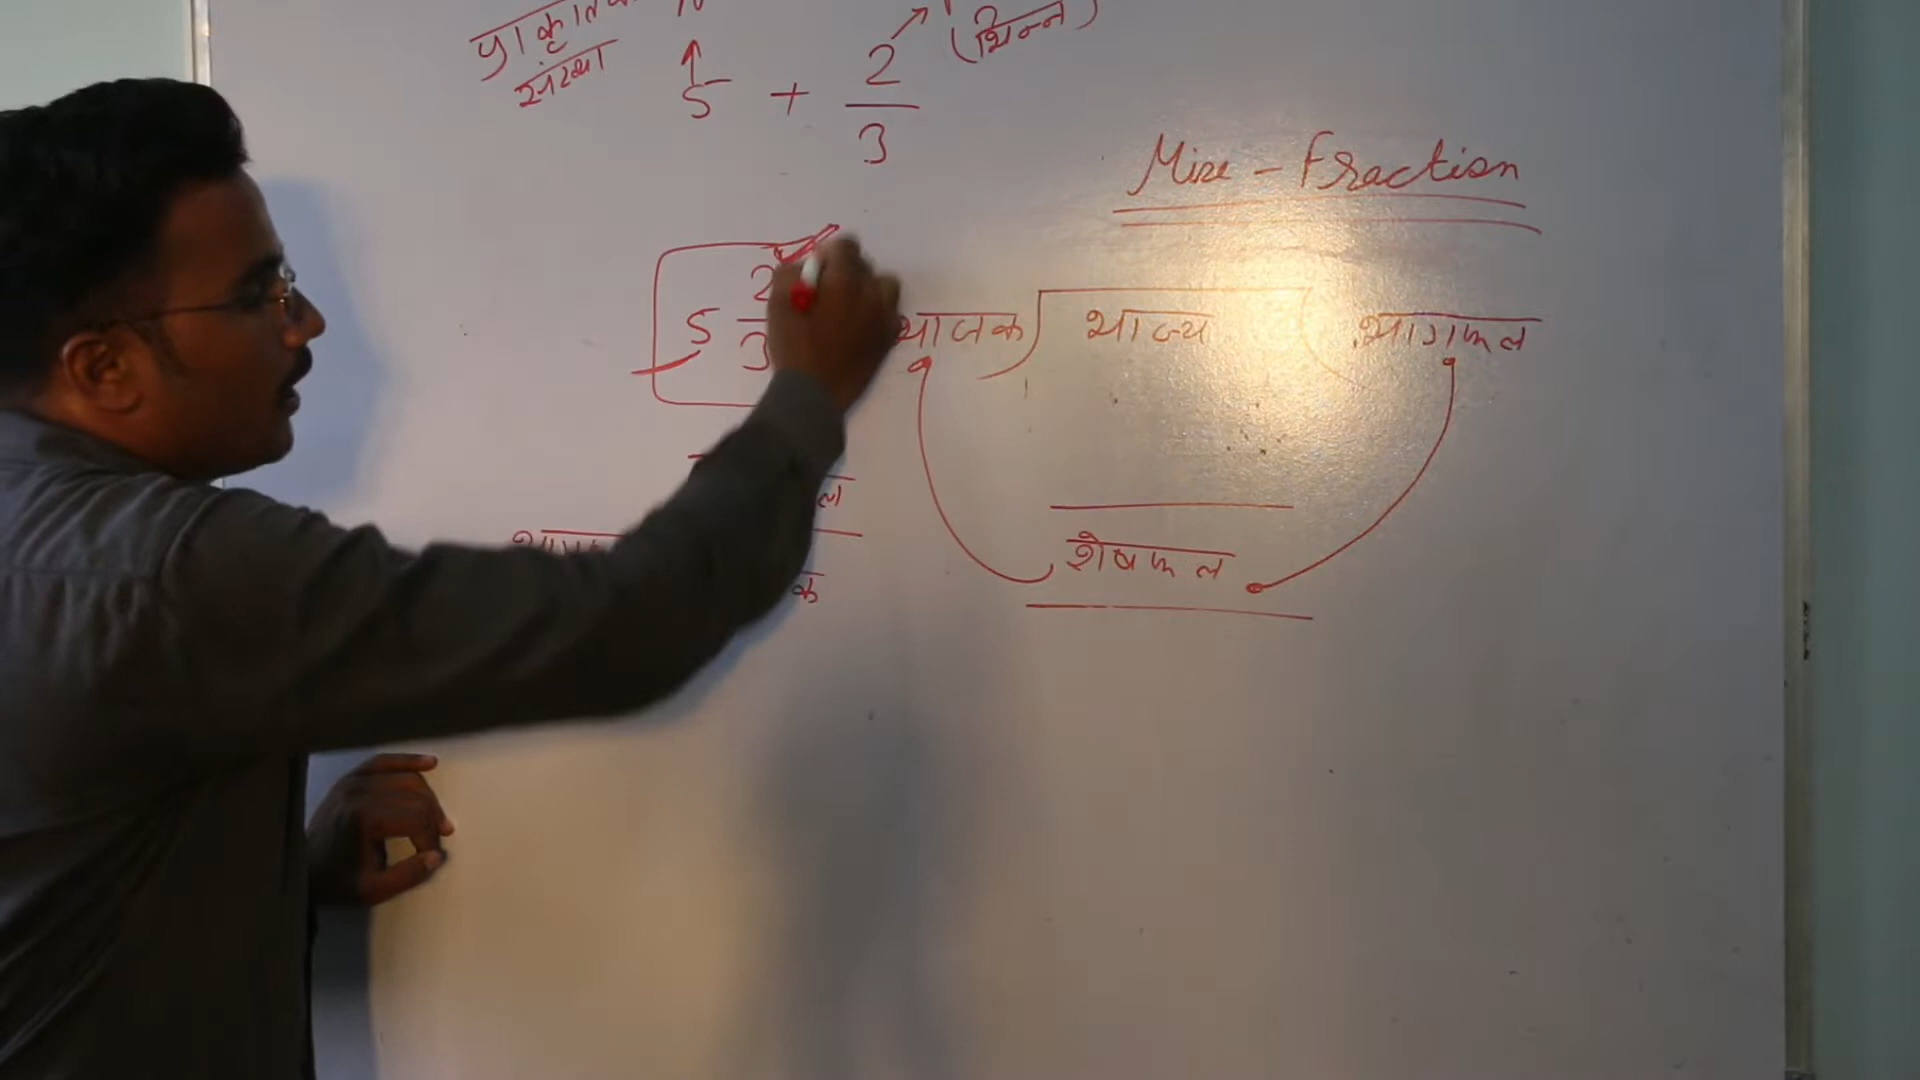 प्राकृतिक
संख्या
5 + 2/3
(भिन्न)
Mixe - Fraction
5 2/3
भाजक) भाज्य (भागफल
शेषफल